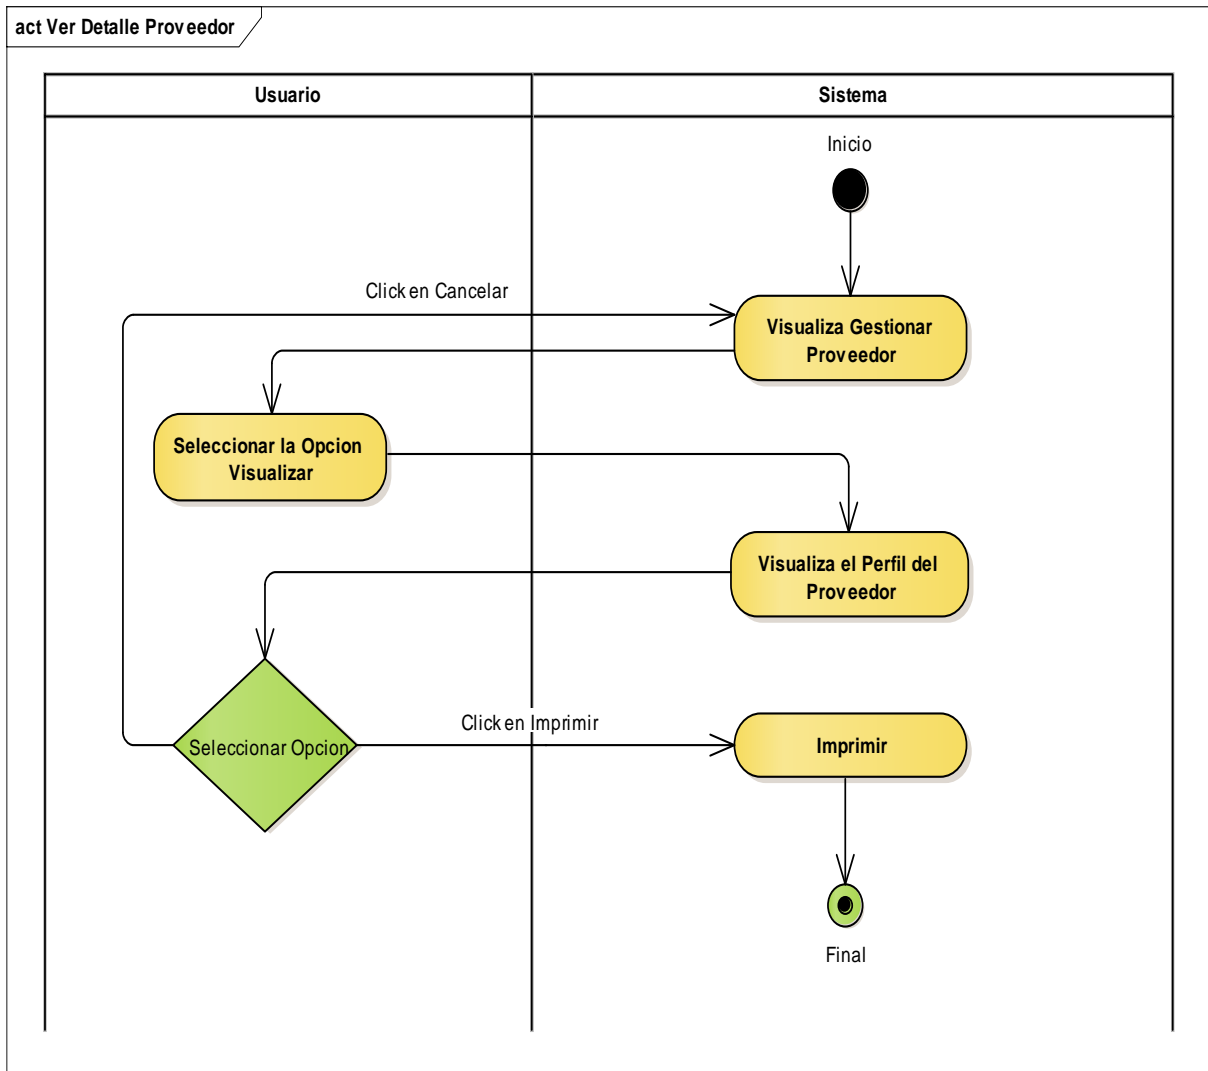 act Ver Detalle Proveedor
Usuario
Sistema
Inicio
Click en Cancelar
Visualiza Gestionar
Proveedor
Seleccionar la Opcion
Visualizar
Visualiza el Perfil del
Proveedor
Click en Imprimir
Seleccionar Opcion
Imprimir
Final